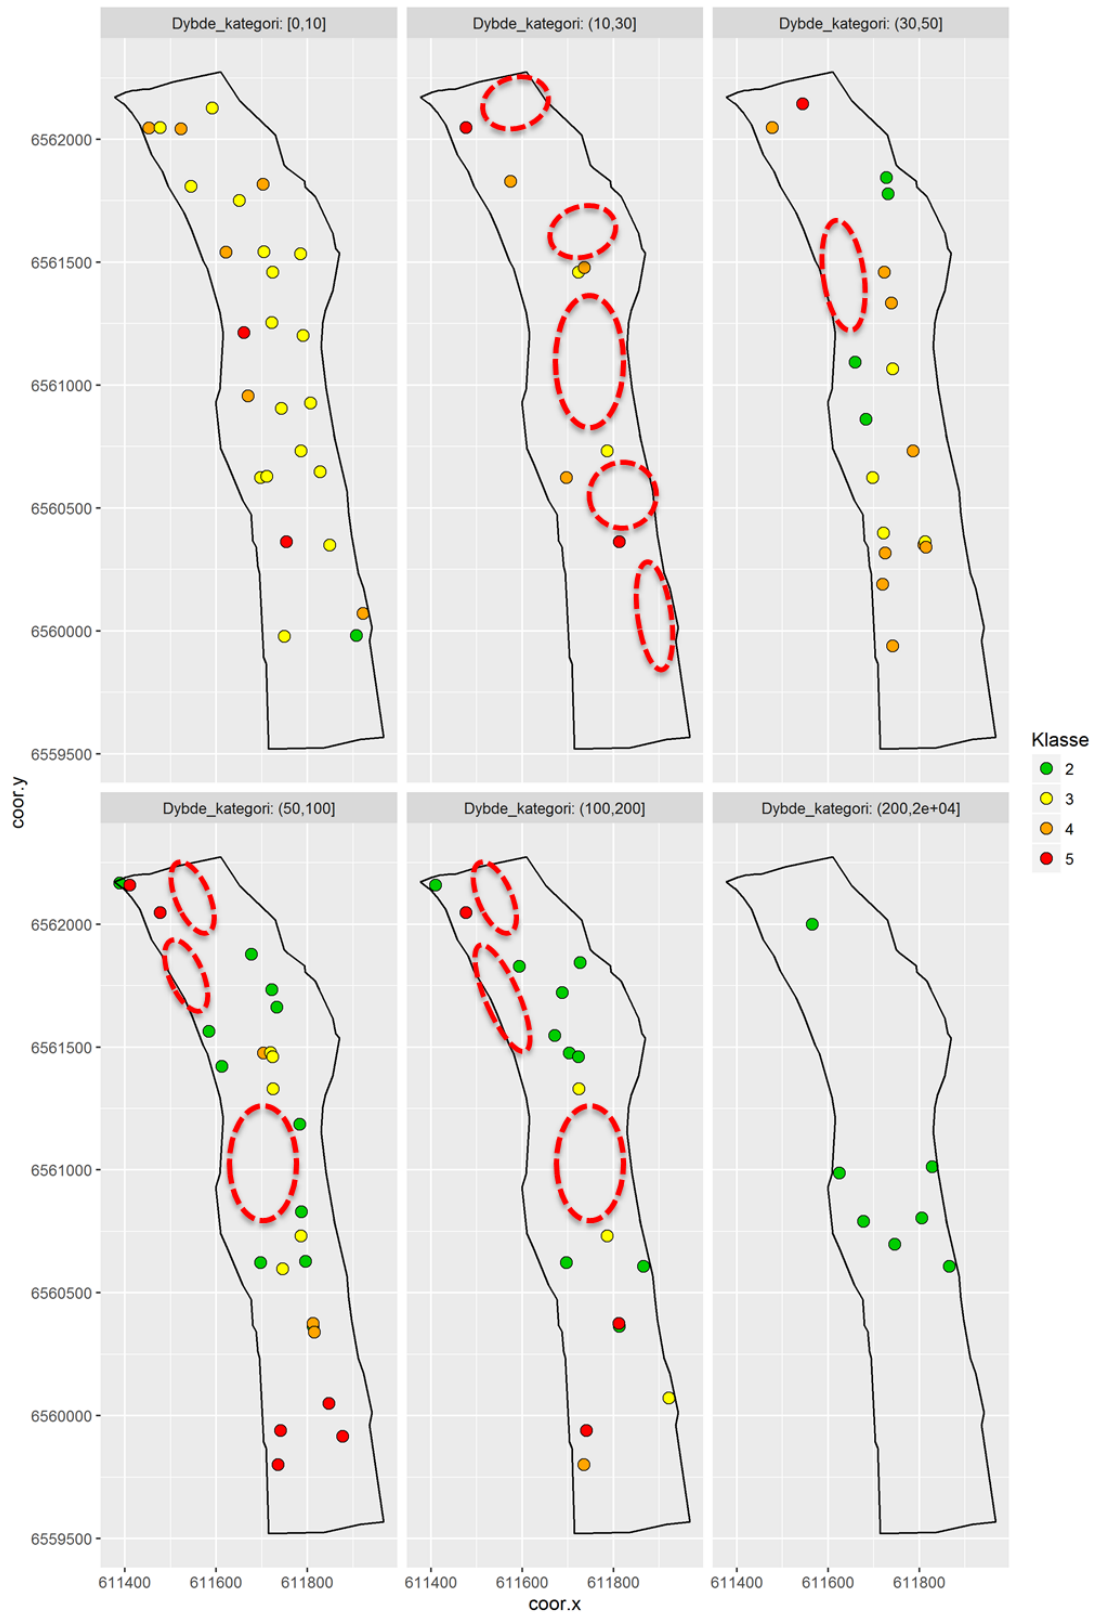 Dybde_kategori: [0,10]
Dybde_kategori: (10,30]
Dybde_kategori: (30,50]
6562000
6561500
6561000
6560500
6560000
6559500
coor.y
Klasse
2
3
4
5
Dybde_kategori: (50,100]
Dybde_kategori: (100,200]
Dybde_kategori: (200,2e+04]
6562000
6561500
6561000
6560500
6560000
6559500
611400 611600 611800
611400 611600 611800
611400 611600 611800
coor.x